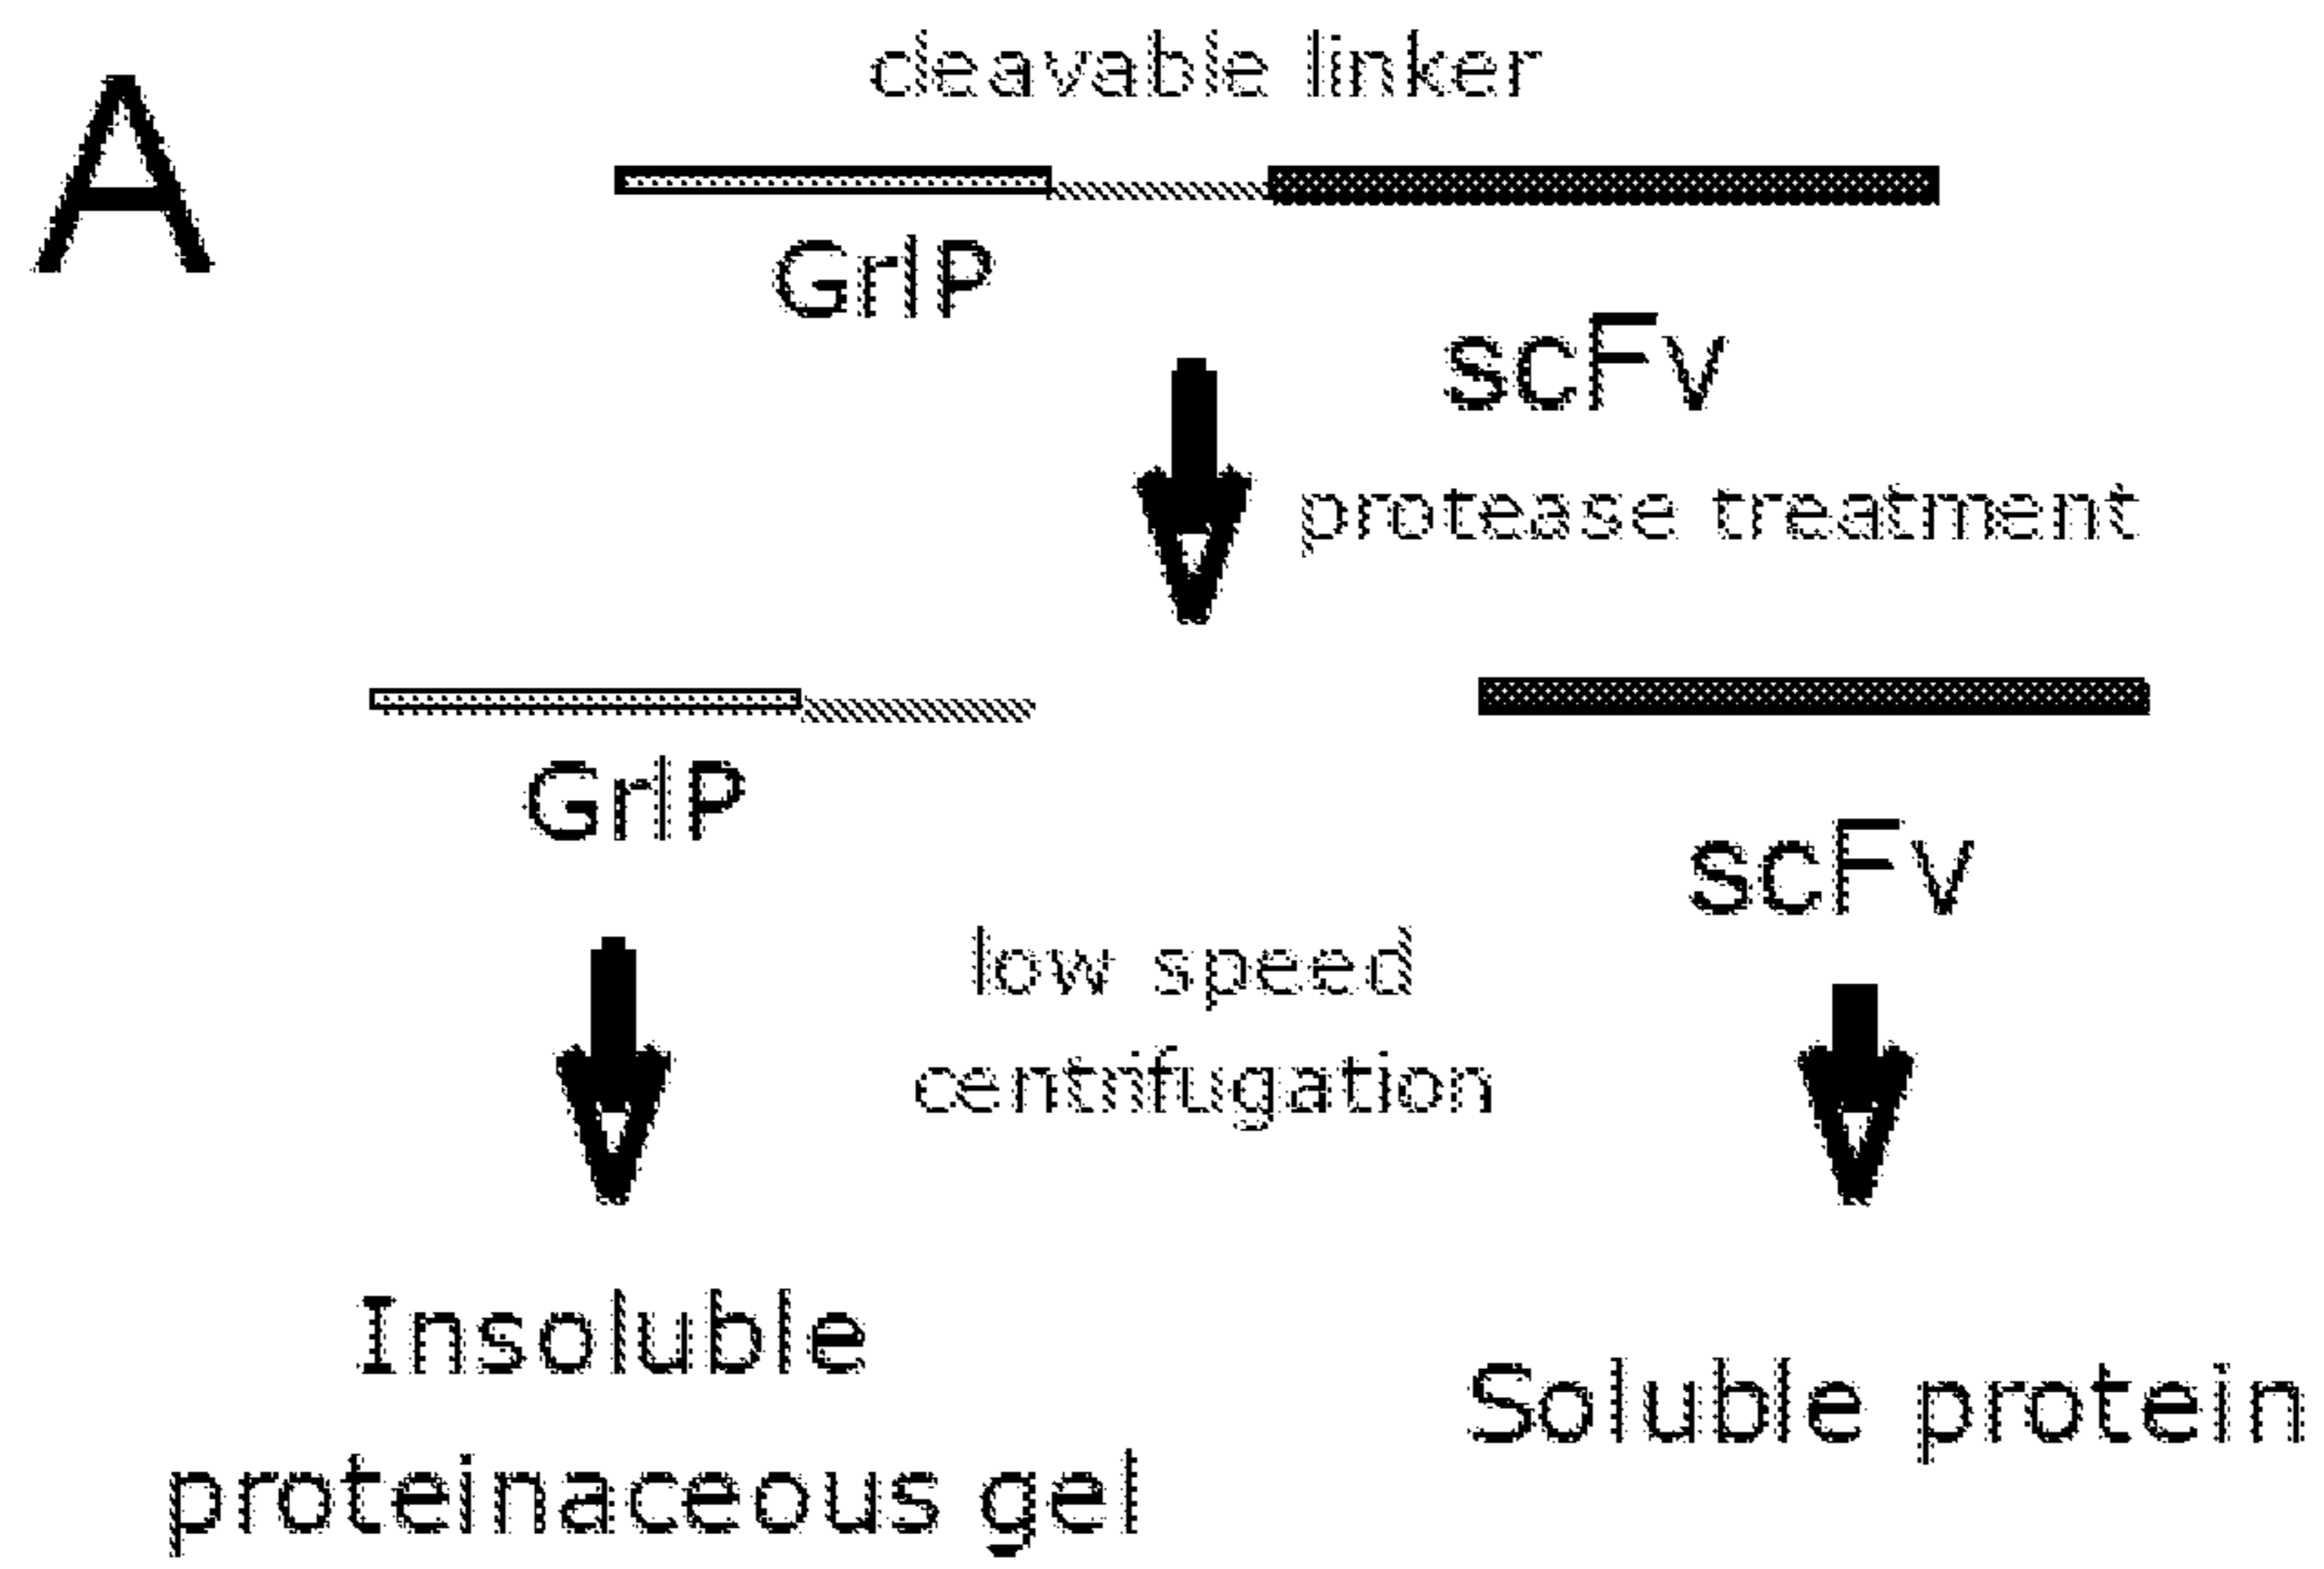 A
cleavable linker
GrlP
scFv
protease treatment
GrlP
scFv
low speed
centrifugation
Insoluble
proteinaceous gel
Soluble protein